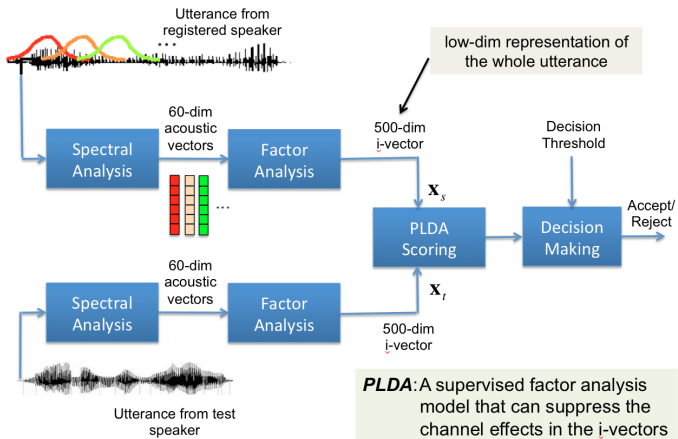 Utterance from
registered speaker
...
low-dim representation of
the whole utterance
60-dim
acoustic
vectors
500-dim
i-vector
Decision
Threshold
Spectral
Analysis
Factor
Analysis
x_s
...
PLDA
Scoring
Decision
Making
Accept/
Reject
60-dim
acoustic
vectors
x_t
Spectral
Analysis
Factor
Analysis
500-dim
i-vector
Utterance from test
speaker
PLDA: A supervised factor analysis
model that can suppress the
channel effects in the i-vectors